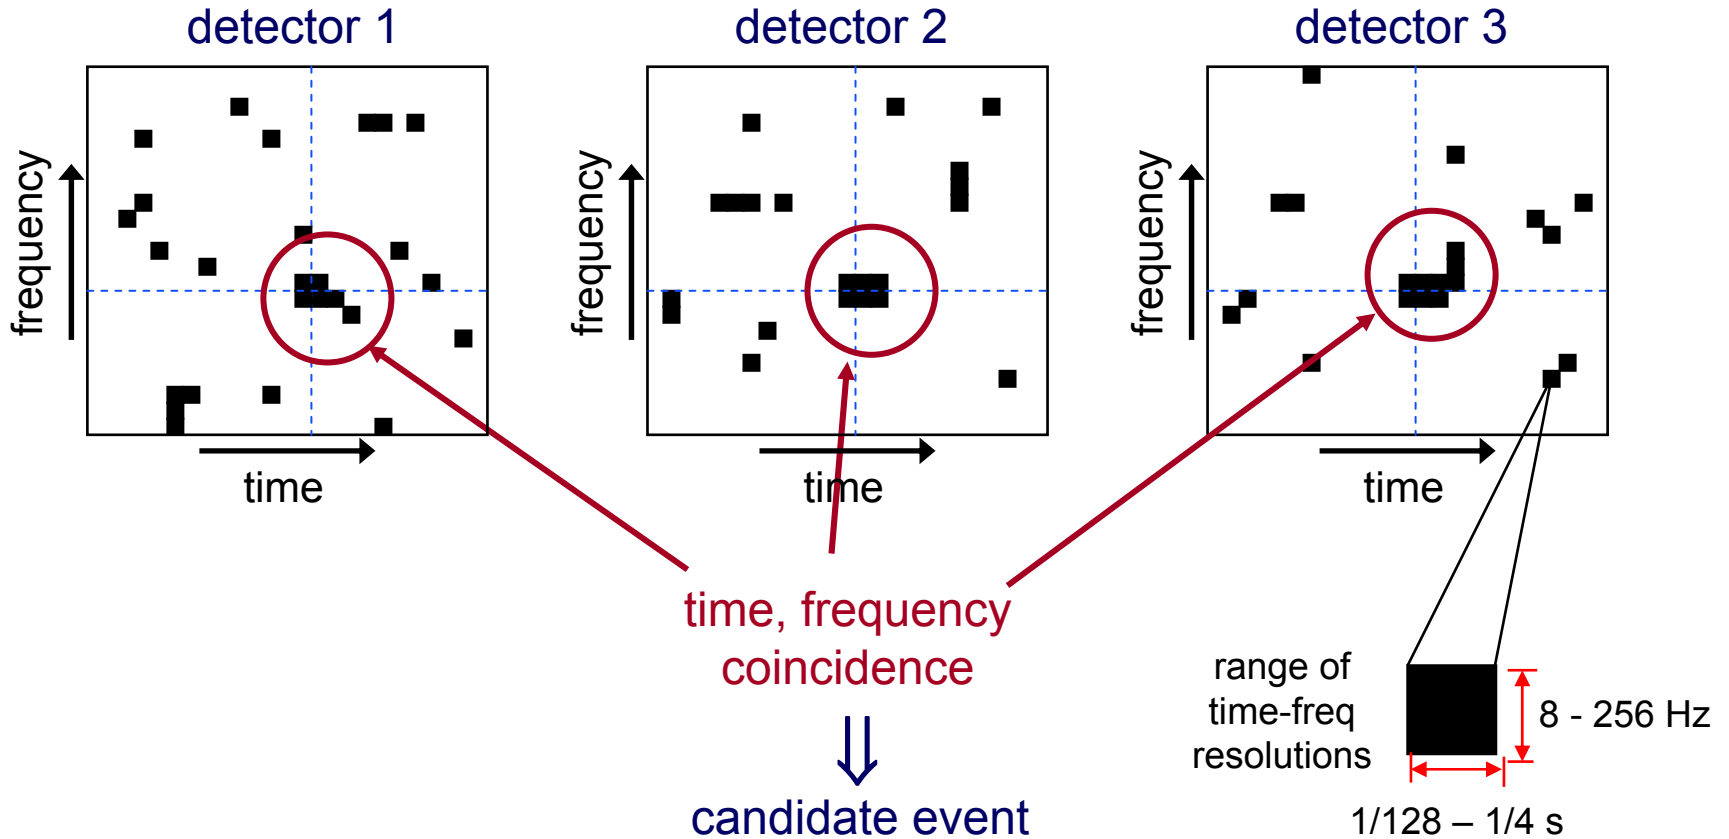 detector 1
detector 2
detector 3
frequency
frequency
frequency
time
time
time
time, frequency
coincidence
candidate event
range of
time-freq
resolutions
8 - 256 Hz
1/128 – 1/4 s